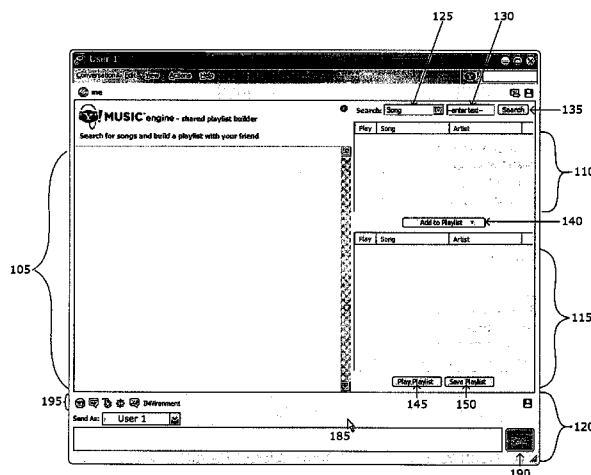 125
130
User 1
Conversation Edit View Actions Help
me
Search: Song -enter text- Search
135
Y! MUSIC engine - shared playlist builder
Search for songs and build a playlist with your friend
Play Song Artist
110
Add to Playlist
140
Play Song Artist
105
115
Play Playlist Save Playlist
145
150
195
IMVironment
Send As: User 1
185
120
190